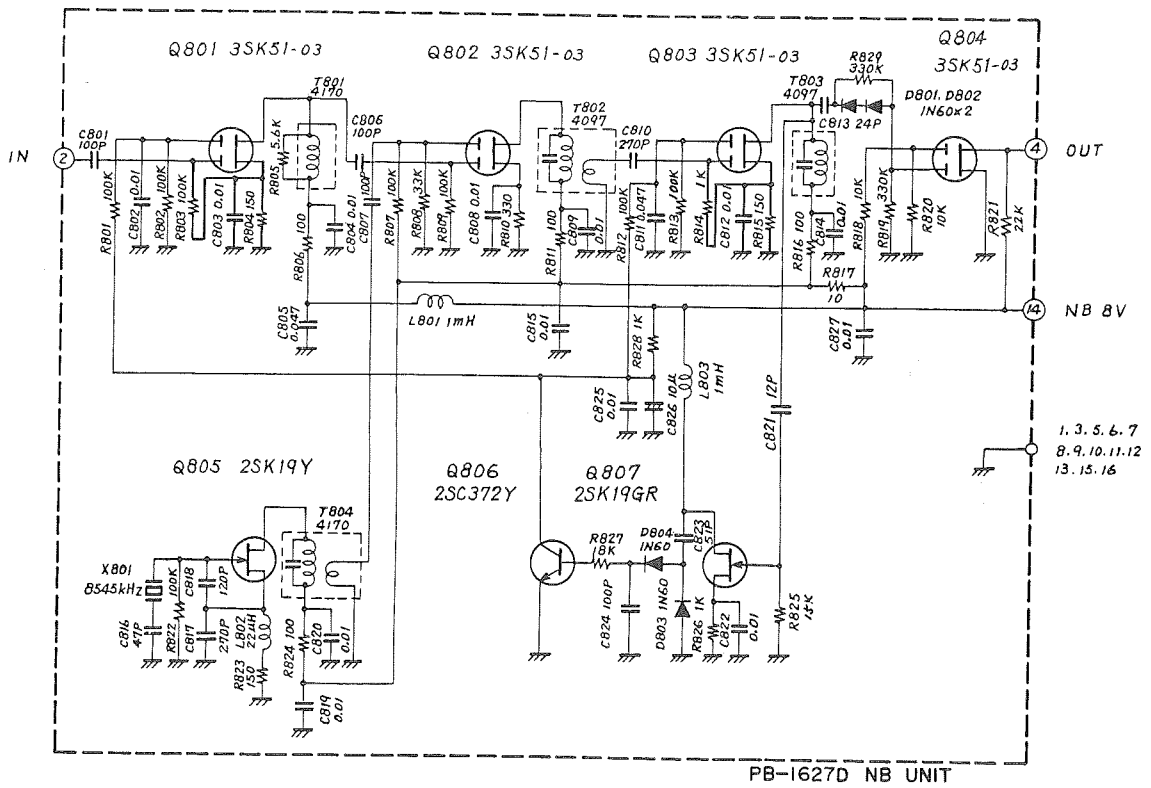 Q801 3SK51-03
Q802 3SK51-03
Q803 3SK51-03
Q804
3SK51-03
R829
330K
D801, D802
1N60x2
T801
4170
T802
4097
T803
4097
C813 24P
C801
100P
C806
100P
C810
270P
IN
2
4
OUT
R801 100K
C802 0.01
R802 100K
R803 100K
C803 0.01
R804 150
R805 5.6K
R806 100
C804 0.01
C807 100P
R807 100K
R808 33K
R809 100K
C808 0.01
R810 330
R811 100
C809 0.01
R812 100K
C811 0.047
R813 100K
R814 1K
C812 0.01
R815 150
R816 100
C814 0.01
R818 10K
R819 330K
R820 10K
R821 22K
R817
10
C805
0.047
L801 1mH
C815
0.01
R828 1K
C827
0.01
14
NB 8V
C825
0.01
C826 10μ
L803
1mH
C821 12P
1.3.5.6.7
8.9.10.11.12
13.15.16
Q805 2SK19Y
Q806
2SC372Y
Q807
2SK19GR
T804
4170
X801
8545kHz
C816
47P
R822 100K
C818 120P
C817 270P
L802
22μH
R823
150
R824 100
C820 0.01
C819
0.01
R827
18K
D804
1N60
C823
51P
C824 100P
D803 1N60
R826 1K
C822 0.01
R825
PB-1627D NB UNIT